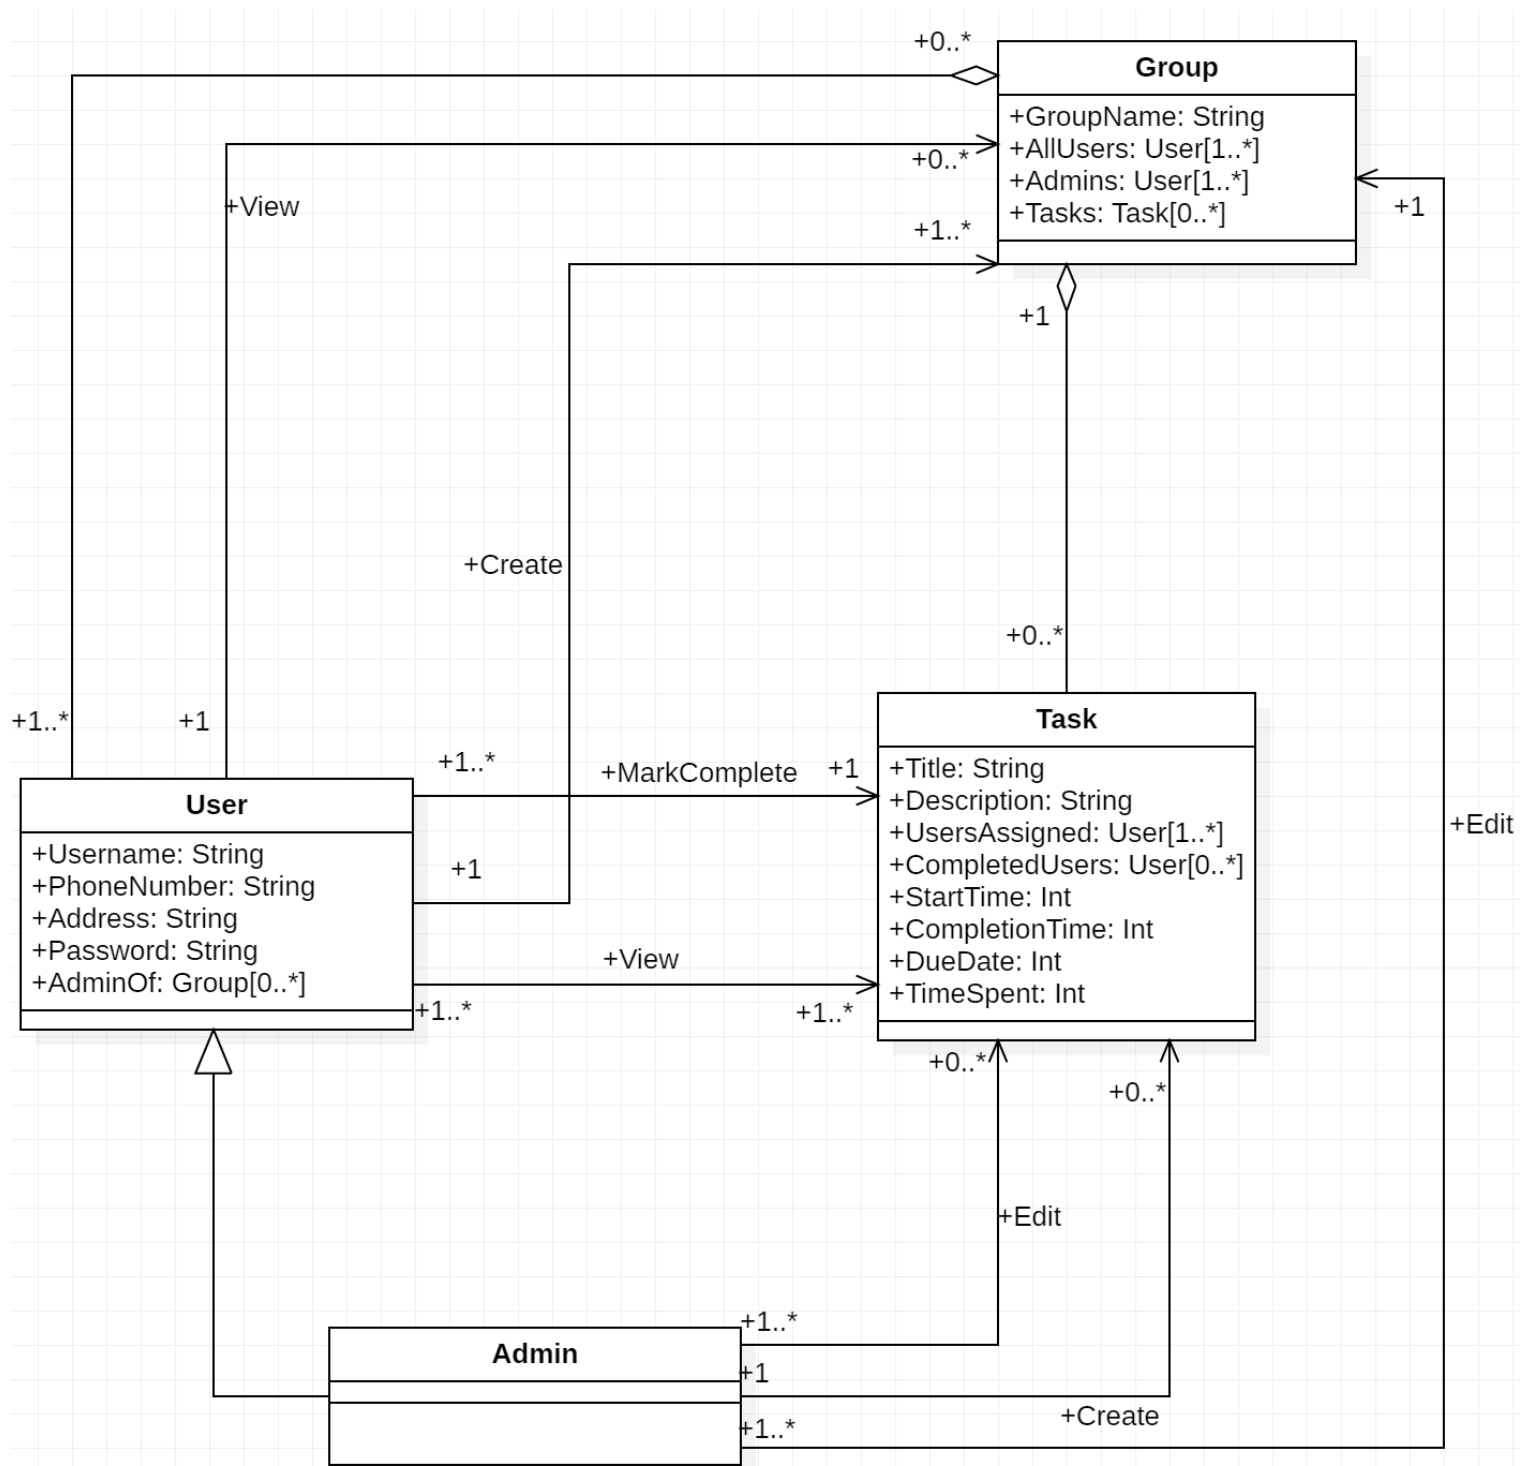 +0..*
Group
+GroupName: String
+AllUsers: User[1..*]
+Admins: User[1..*]
+Tasks: Task[0..*]
+0..*
+View
+1..*
+1
+1
+Create
+0..*
+1..*
+1
Task
+Title: String
+Description: String
+UsersAssigned: User[1..*]
+CompletedUsers: User[0..*]
+StartTime: Int
+CompletionTime: Int
+DueDate: Int
+TimeSpent: Int
+1..*
+MarkComplete
+1
User
+Username: String
+PhoneNumber: String
+Address: String
+Password: String
+AdminOf: Group[0..*]
+1
+View
+1..*
+1..*
+Edit
+0..*
+0..*
+Edit
+1..*
Admin
+1
+Create
+1..*